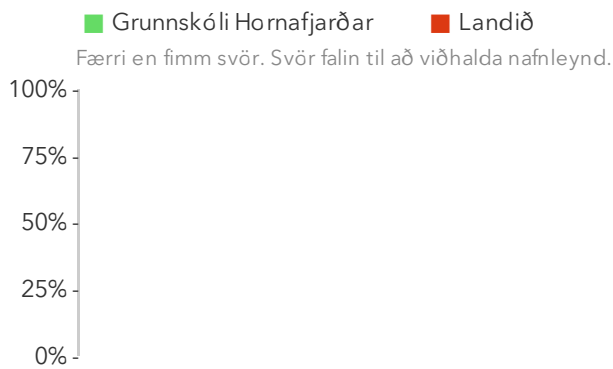 Grunnskóli Hornafjarðar Landið
Færri en fimm svör. Svör falin til að viðhalda nafnleynd.
100%
75%
50%
25%
0%